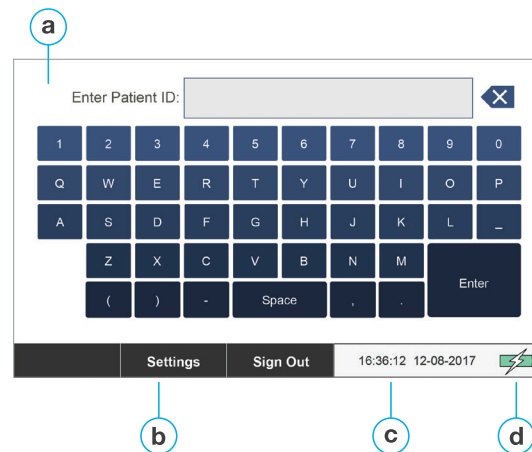 a
Enter Patient ID:
1 2 3 4 5 6 7 8 9 0
Q W E R T Y U I O P
A S D F G H J K L _
Z X C V B N M
Enter
( ) - Space , .
Settings Sign Out 16:36:12 12-08-2017
b c d